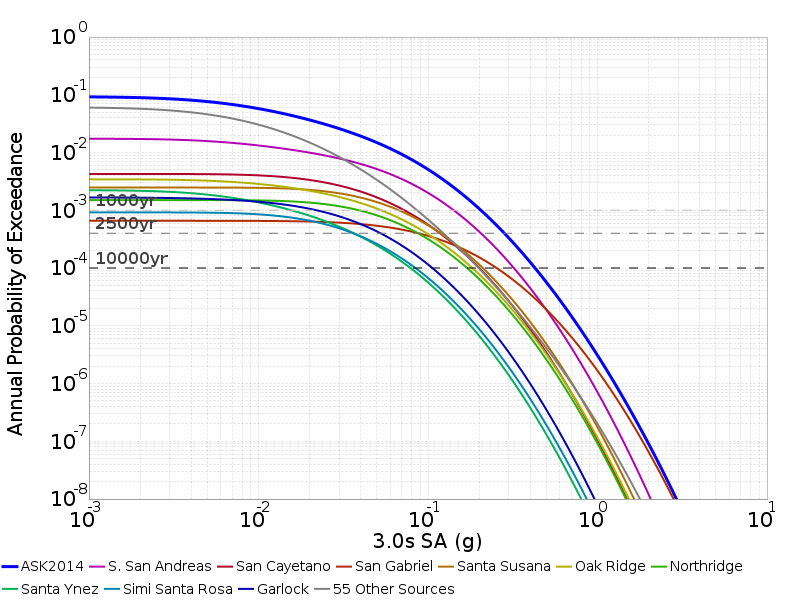 10^0
10^-1
10^-2
10^-3
10^-4
10^-5
10^-6
10^-7
10^-8
Annual Probability of Exceedance
1000yr
2500yr
10000yr
10^-3 10^-2 10^-1 10^0 10^1
3.0s SA (g)
ASK2014 S. San Andreas San Cayetano San Gabriel Santa Susana Oak Ridge Northridge
Santa Ynez Simi Santa Rosa Garlock 55 Other Sources